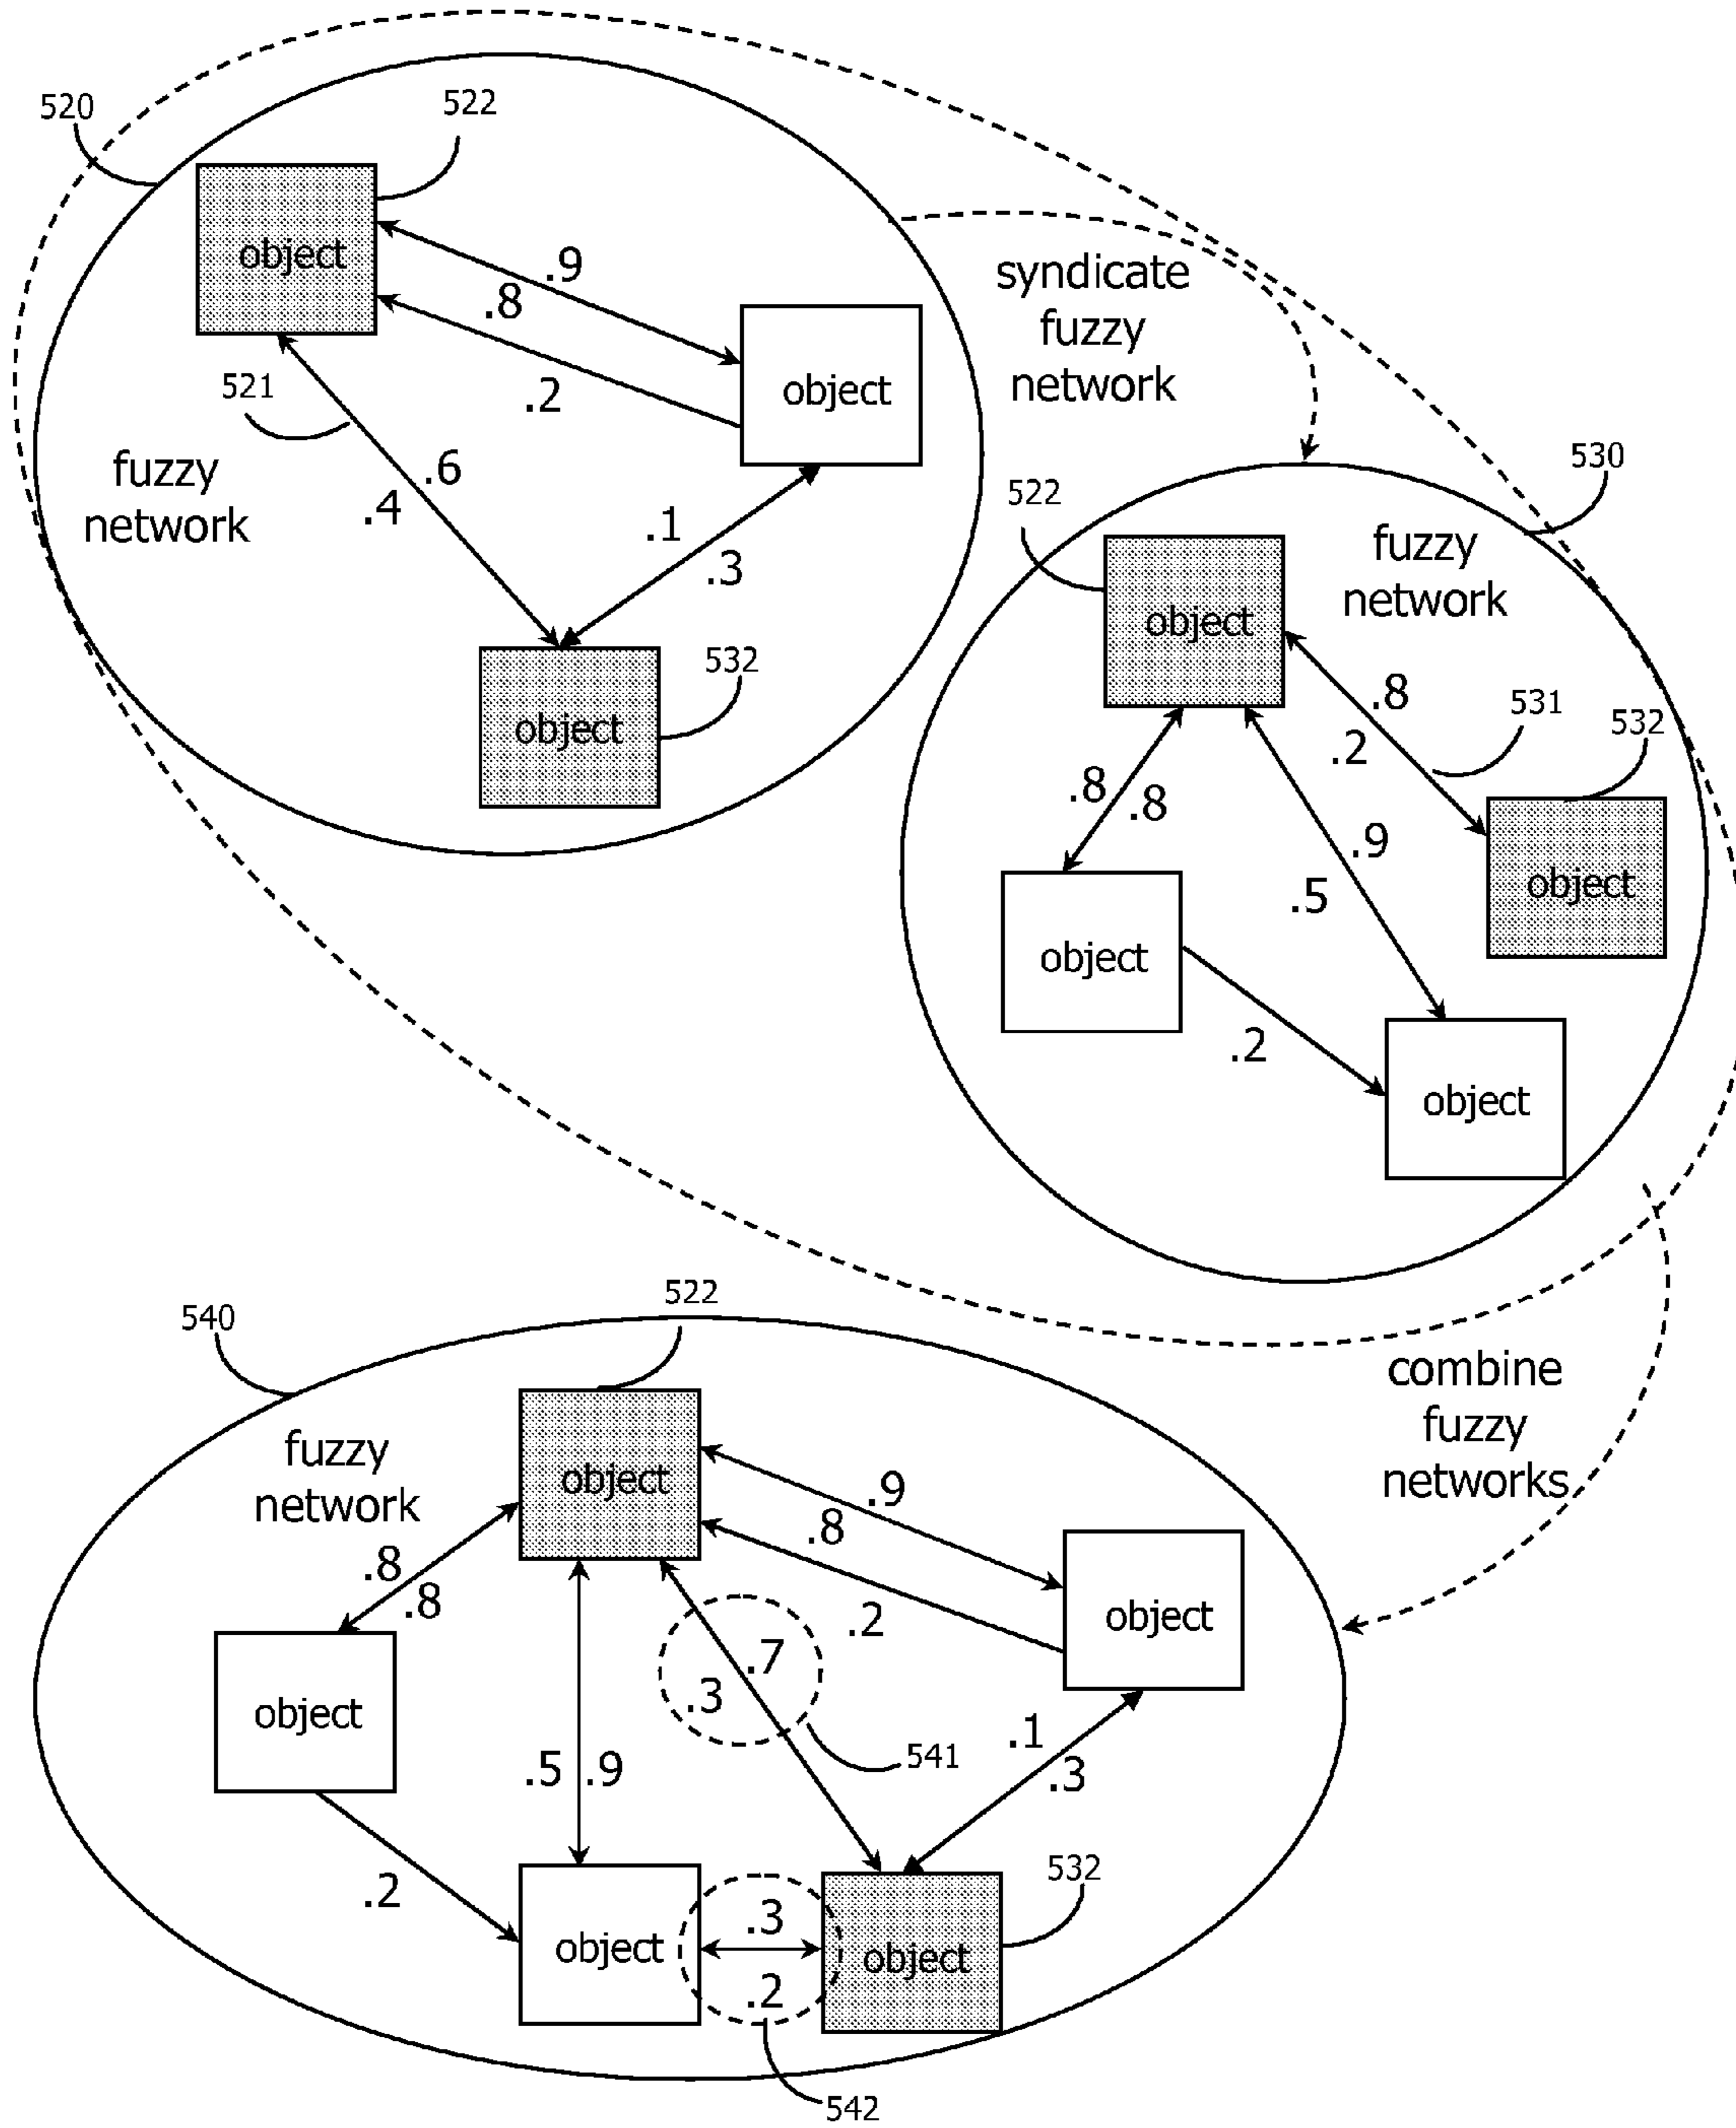 520
522
object
.9
.8
object
.2
521
fuzzy
network
.6
.4
.1
.3
object
532
syndicate
fuzzy
network
530
522
fuzzy
network
object
.8
.2
531
532
.8
.8
.9
.5
object
object
.2
object
540
522
combine
fuzzy
networks
fuzzy
network
object
.9
.8
.8
.8
.2
object
object
.7
.3
541
.5
.9
.1
.3
.2
532
object
.3
.2
object
542